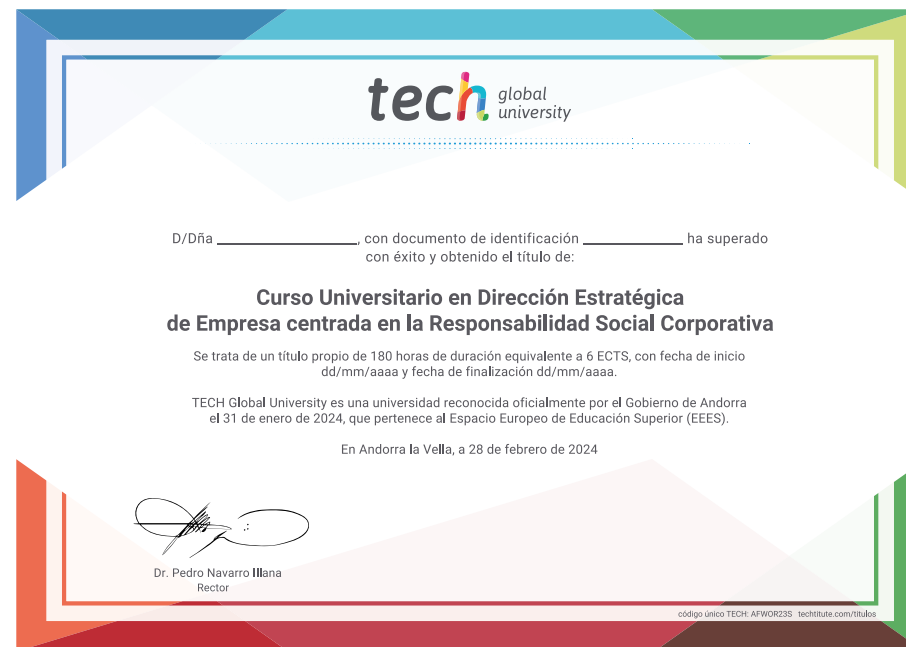 tech global
university
D/Dña ____________, con documento de identificación ____________ ha superado
con éxito y obtenido el título de:
Curso Universitario en Dirección Estratégica
de Empresa centrada en la Responsabilidad Social Corporativa
Se trata de un título propio de 180 horas de duración equivalente a 6 ECTS, con fecha de inicio
dd/mm/aaaa y fecha de finalización dd/mm/aaaa.
TECH Global University es una universidad reconocida oficialmente por el Gobierno de Andorra
el 31 de enero de 2024, que pertenece al Espacio Europeo de Educación Superior (EEES).
En Andorra la Vella, a 28 de febrero de 2024
Dr. Pedro Navarro Illana
Rector
código único TECH: AFWOR23S techtitute.com/titulos